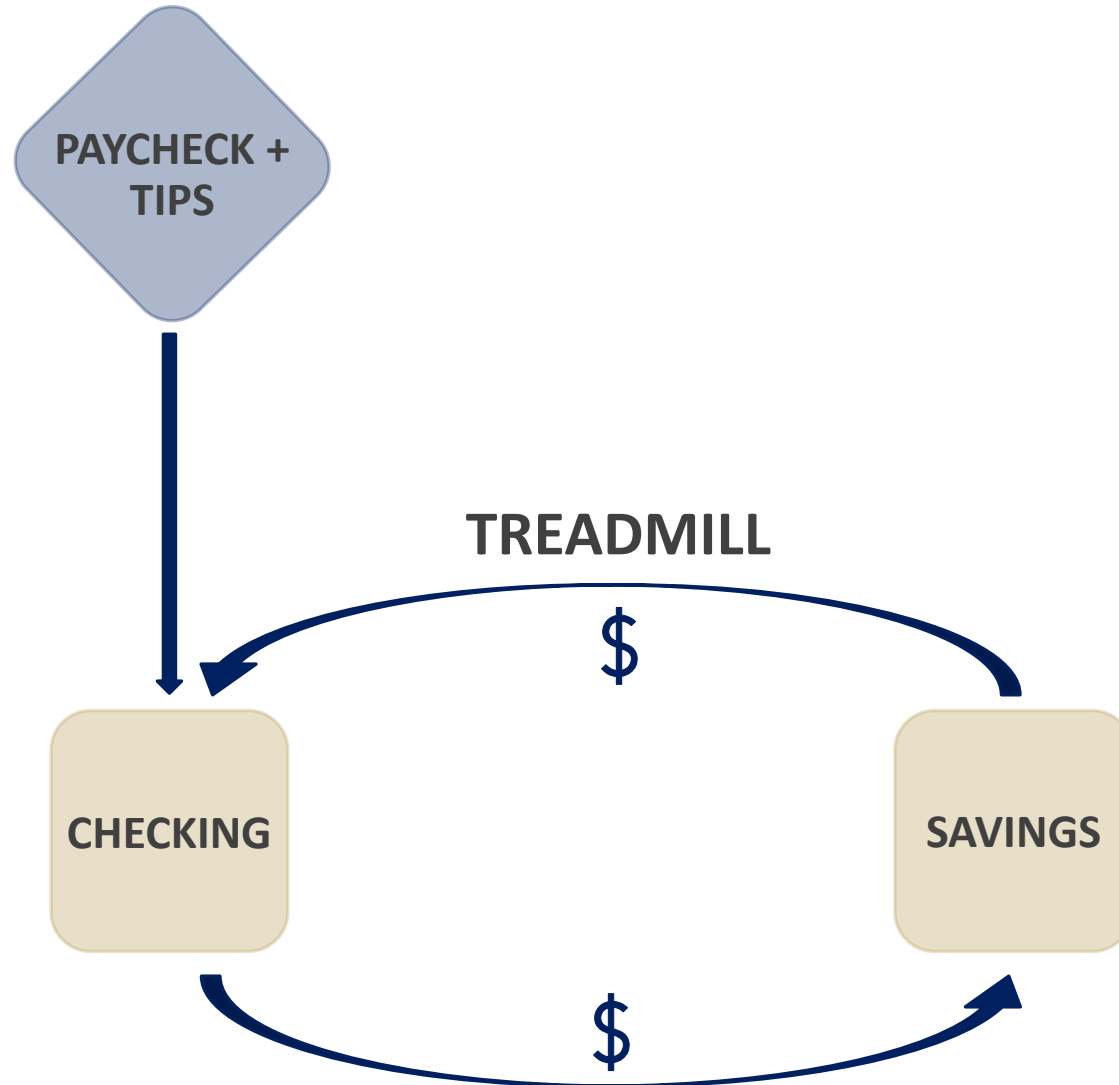 PAYCHECK +
TIPS
TREADMILL
$
CHECKING
SAVINGS
$